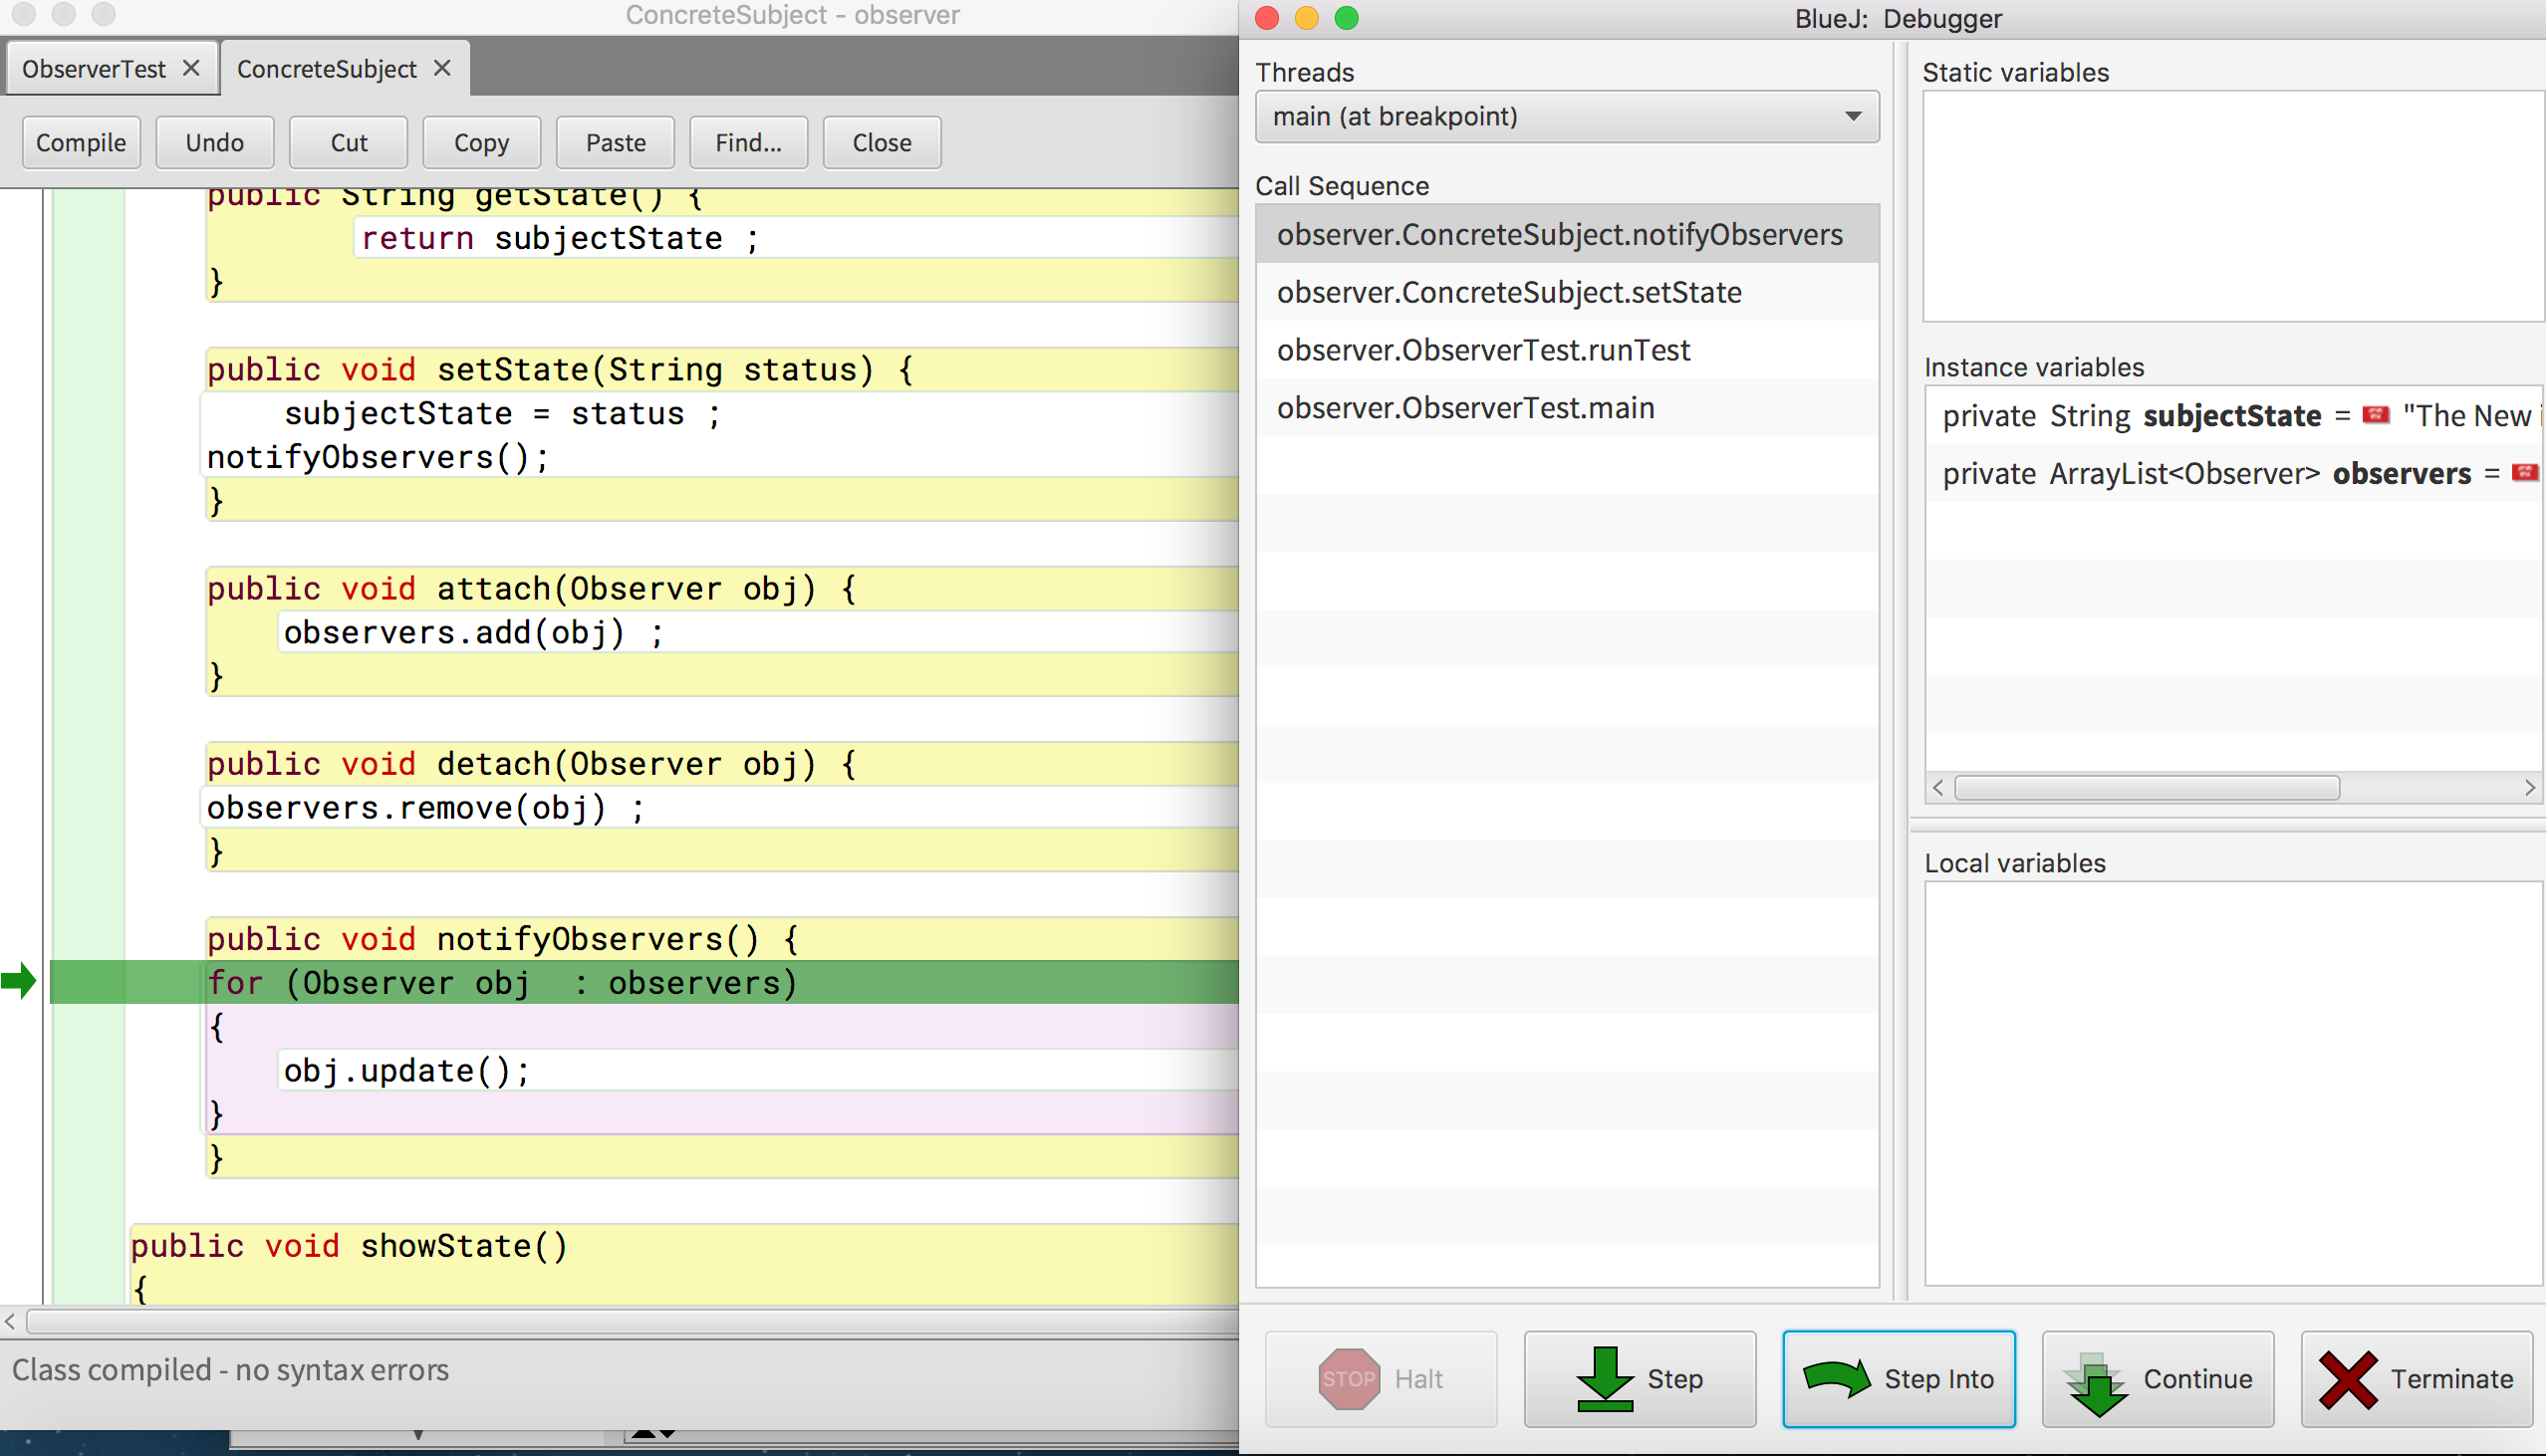 ConcreteSubject - observer
ObserverTest
ConcreteSubject
Compile
Undo
Cut
Copy
Paste
Find...
Close
public String getState() {
return subjectState ;
}
public void setState(String status) {
subjectState = status ;
notifyObservers();
}
public void attach(Observer obj) {
observers.add(obj) ;
}
public void detach(Observer obj) {
observers.remove(obj) ;
}
public void notifyObservers() {
for (Observer obj  : observers)
{
obj.update();
}
}
public void showState()
{
Class compiled - no syntax errors
BlueJ:  Debugger
Threads
main (at breakpoint)
Call Sequence
observer.ConcreteSubject.notifyObservers
observer.ConcreteSubject.setState
observer.ObserverTest.runTest
observer.ObserverTest.main
Static variables
Instance variables
private String subjectState = "The New
private ArrayList<Observer> observers =
Local variables
STOP Halt
Step
Step Into
Continue
Terminate